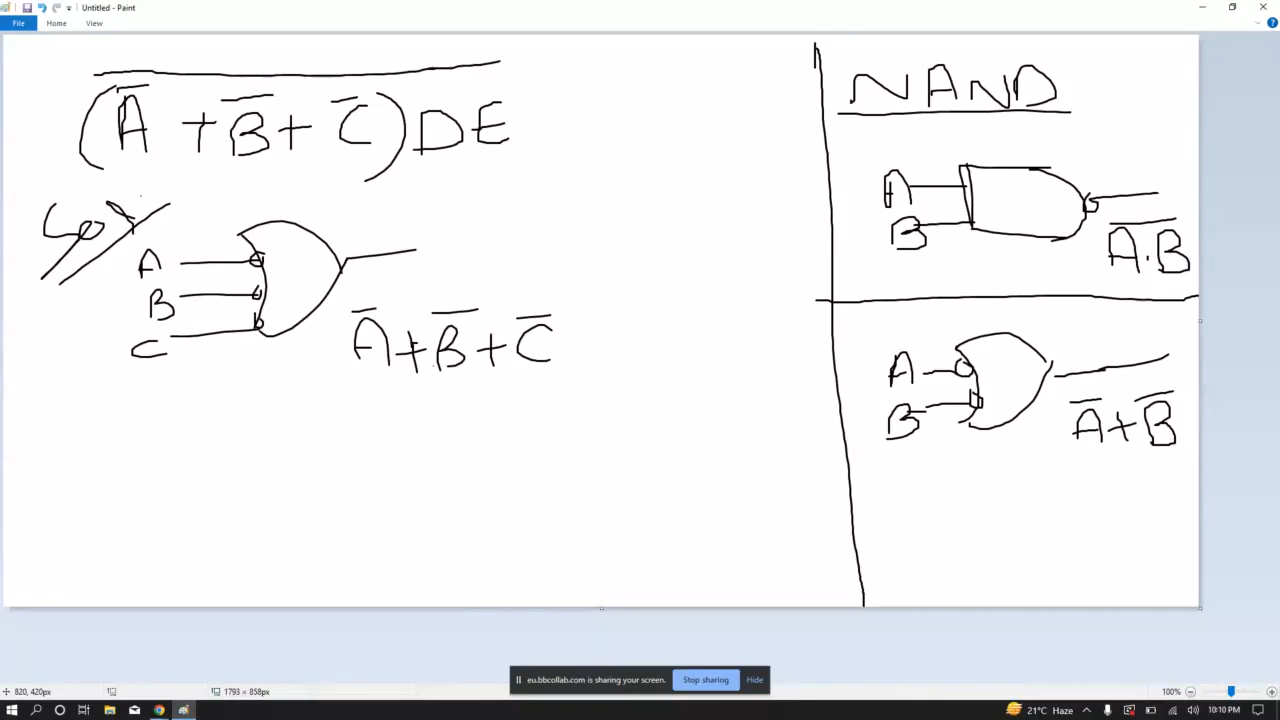 Untitled - Paint
File Home View
(A̅ + B̅ + C̅) D E
Sol
A
B
C
A̅ + B̅ + C̅
NAND
A
B
A̅.̅B̅
A
B
A̅ + B̅
eu.bbcollab.com is sharing your screen. Stop sharing Hide
820, 420px 1793 × 858px 100%
21°C Haze 10:10 PM